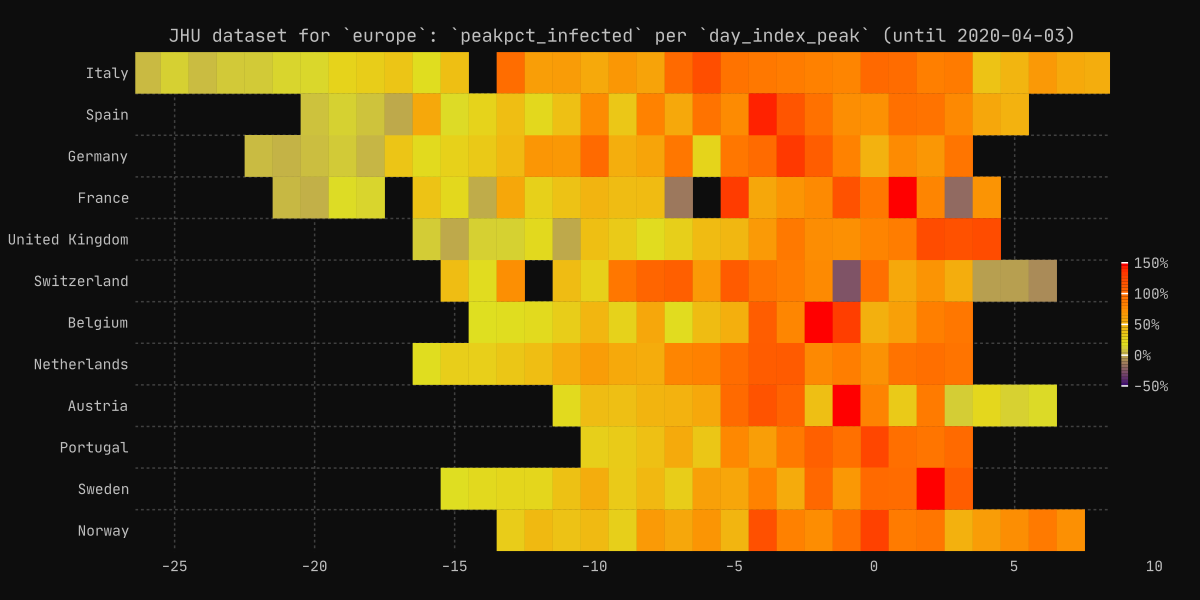 JHU dataset for `europe`: `peakpct_infected` per `day_index_peak` (until 2020-04-03)
Italy
Spain
Germany
France
United Kingdom
Switzerland
Belgium
Netherlands
Austria
Portugal
Sweden
Norway
150%
100%
50%
0%
−50%
−25 −20 −15 −10 −5 0 5 10